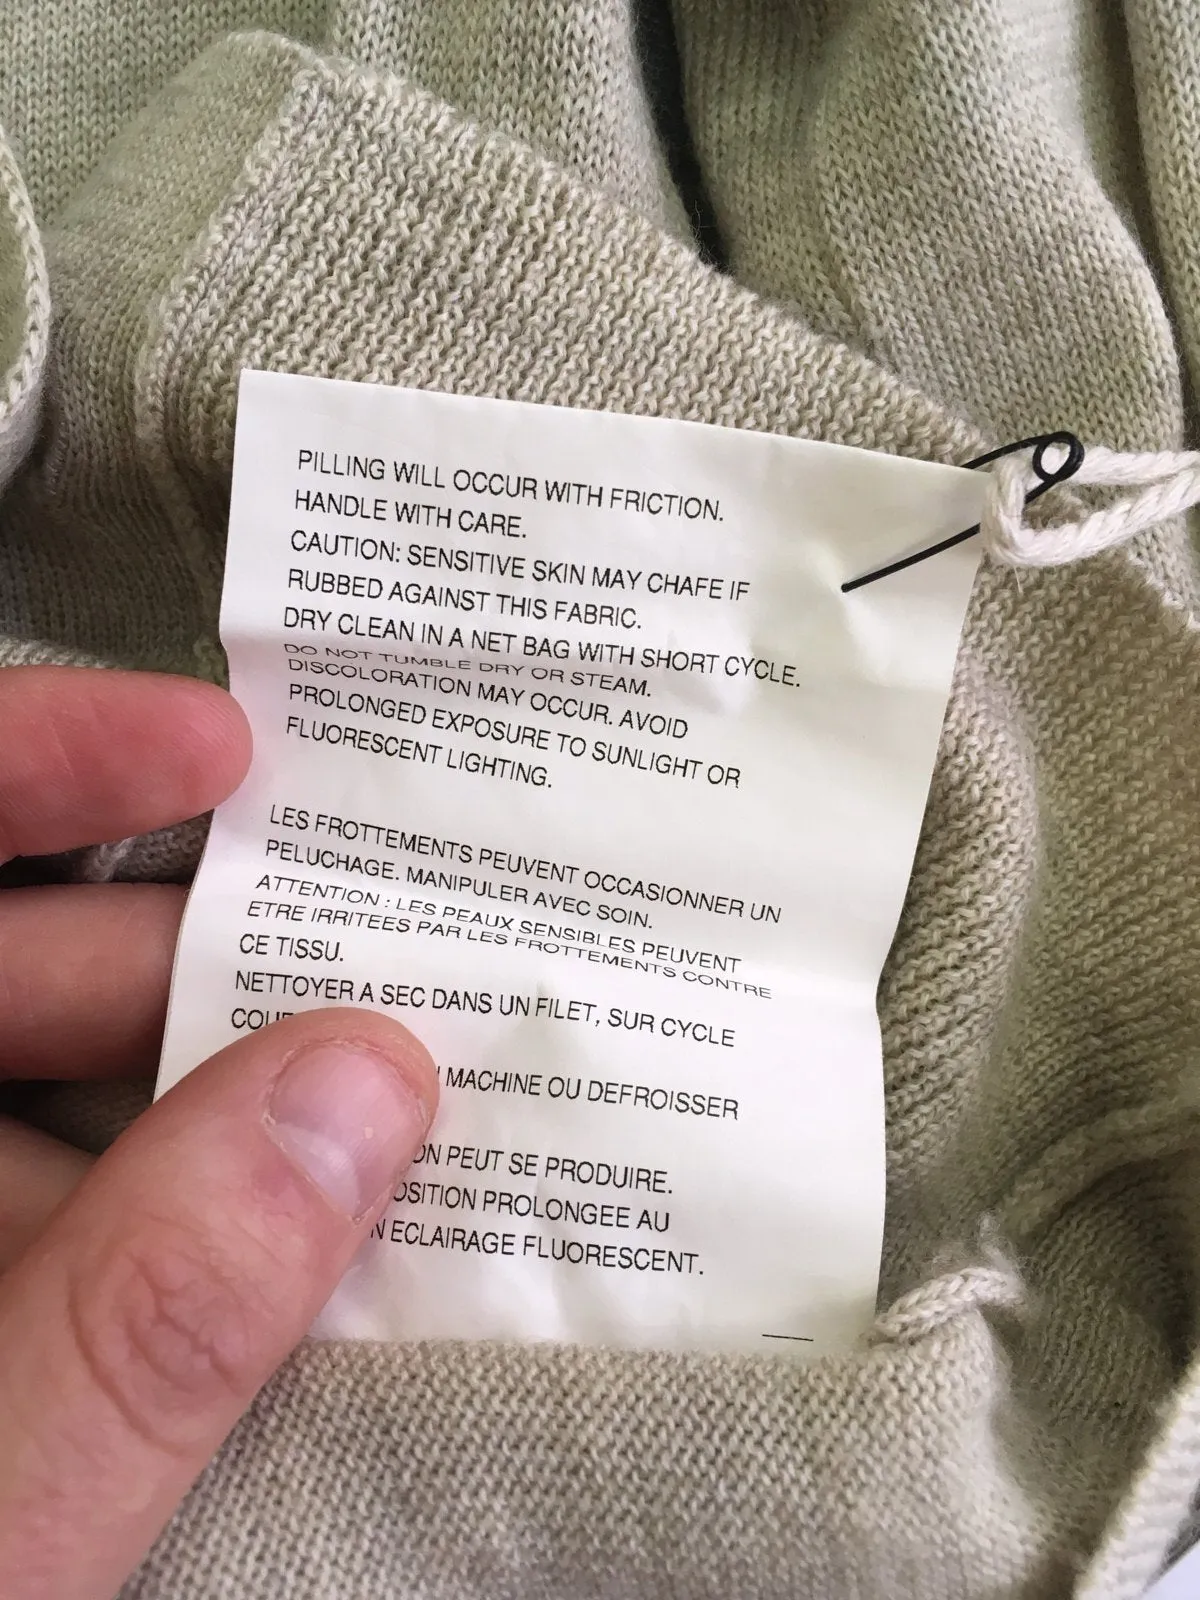 PILLING WILL OCCUR WITH FRICTION.
HANDLE WITH CARE.
CAUTION: SENSITIVE SKIN MAY CHAFE IF
RUBBED AGAINST THIS FABRIC.
DRY CLEAN IN A NET BAG WITH SHORT CYCLE.
DO NOT TUMBLE DRY OR STEAM.
DISCOLORATION MAY OCCUR. AVOID
PROLONGED EXPOSURE TO SUNLIGHT OR
FLUORESCENT LIGHTING.
LES FROTTEMENTS PEUVENT OCCASIONNER UN
PELUCHAGE. MANIPULER AVEC SOIN.
ATTENTION : LES PEAUX SENSIBLES PEUVENT
ETRE IRRITEES PAR LES FROTTEMENTS CONTRE
CE TISSU.
NETTOYER A SEC DANS UN FILET, SUR CYCLE
MACHINE OU DEFROISSER
PEUT SE PRODUIRE.
PROLONGEE AU
ECLAIRAGE FLUORESCENT.